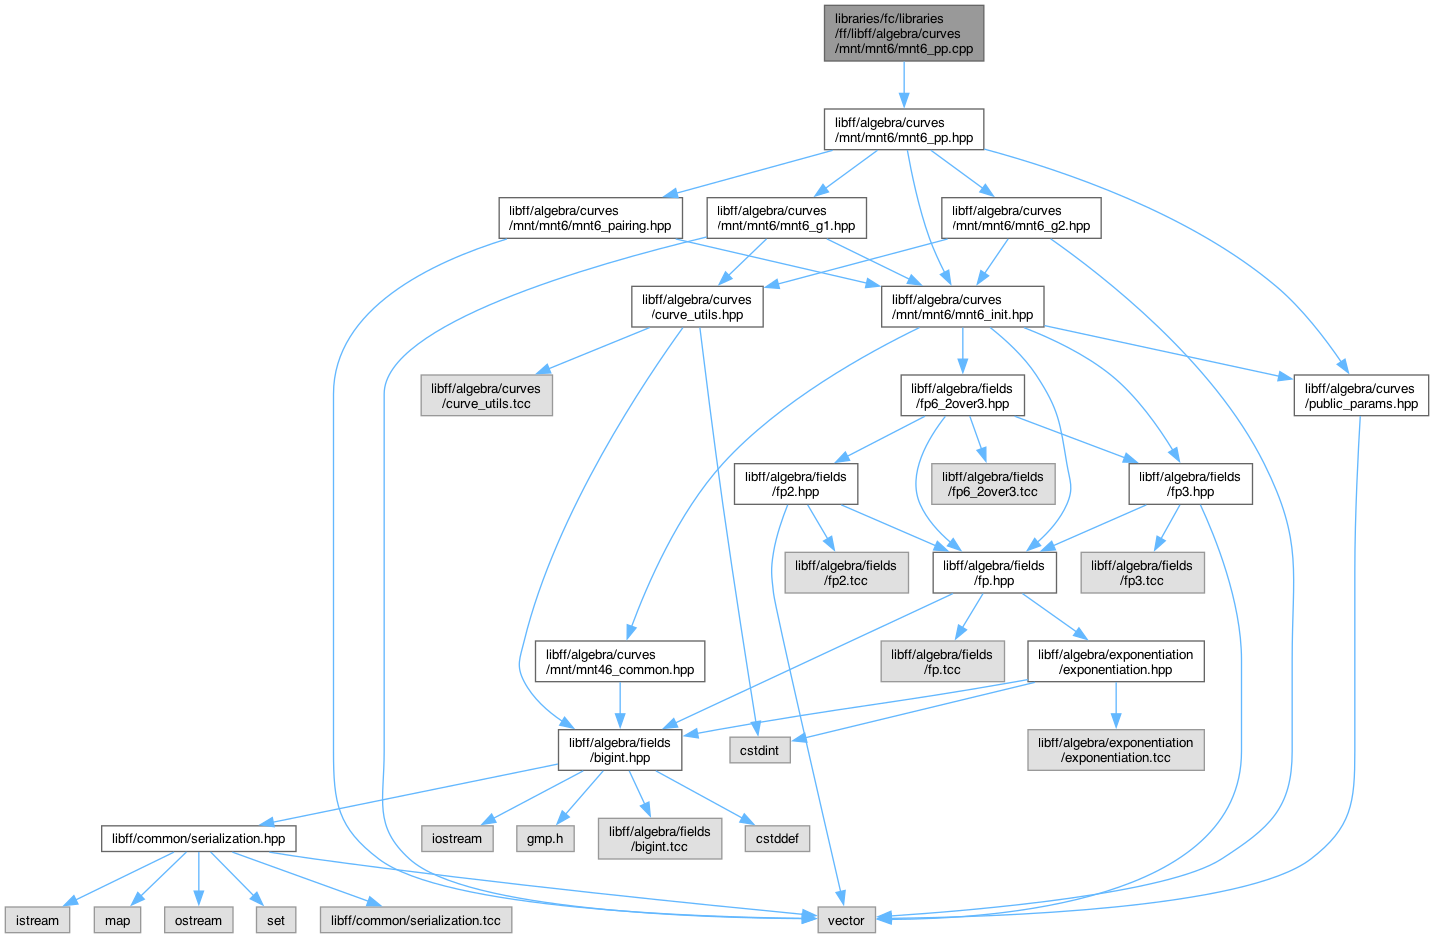 libraries/fc/libraries
/ff/libff/algebra/curves
/mnt/mnt6/mnt6_pp.cpp
libff/algebra/curves
/mnt/mnt6/mnt6_pp.hpp
libff/algebra/curves
/mnt/mnt6/mnt6_pairing.hpp
libff/algebra/curves
/mnt/mnt6/mnt6_g1.hpp
libff/algebra/curves
/mnt/mnt6/mnt6_g2.hpp
libff/algebra/curves
/curve_utils.hpp
libff/algebra/curves
/mnt/mnt6/mnt6_init.hpp
libff/algebra/curves
/curve_utils.tcc
libff/algebra/fields
/fp6_2over3.hpp
libff/algebra/curves
/public_params.hpp
libff/algebra/fields
/fp2.hpp
libff/algebra/fields
/fp6_2over3.tcc
libff/algebra/fields
/fp3.hpp
libff/algebra/fields
/fp2.tcc
libff/algebra/fields
/fp.hpp
libff/algebra/fields
/fp3.tcc
libff/algebra/curves
/mnt/mnt46_common.hpp
libff/algebra/fields
/fp.tcc
libff/algebra/exponentiation
/exponentiation.hpp
libff/algebra/fields
/bigint.hpp
cstdint
libff/algebra/exponentiation
/exponentiation.tcc
libff/common/serialization.hpp
iostream
gmp.h
libff/algebra/fields
/bigint.tcc
cstddef
istream
map
ostream
set
libff/common/serialization.tcc
vector